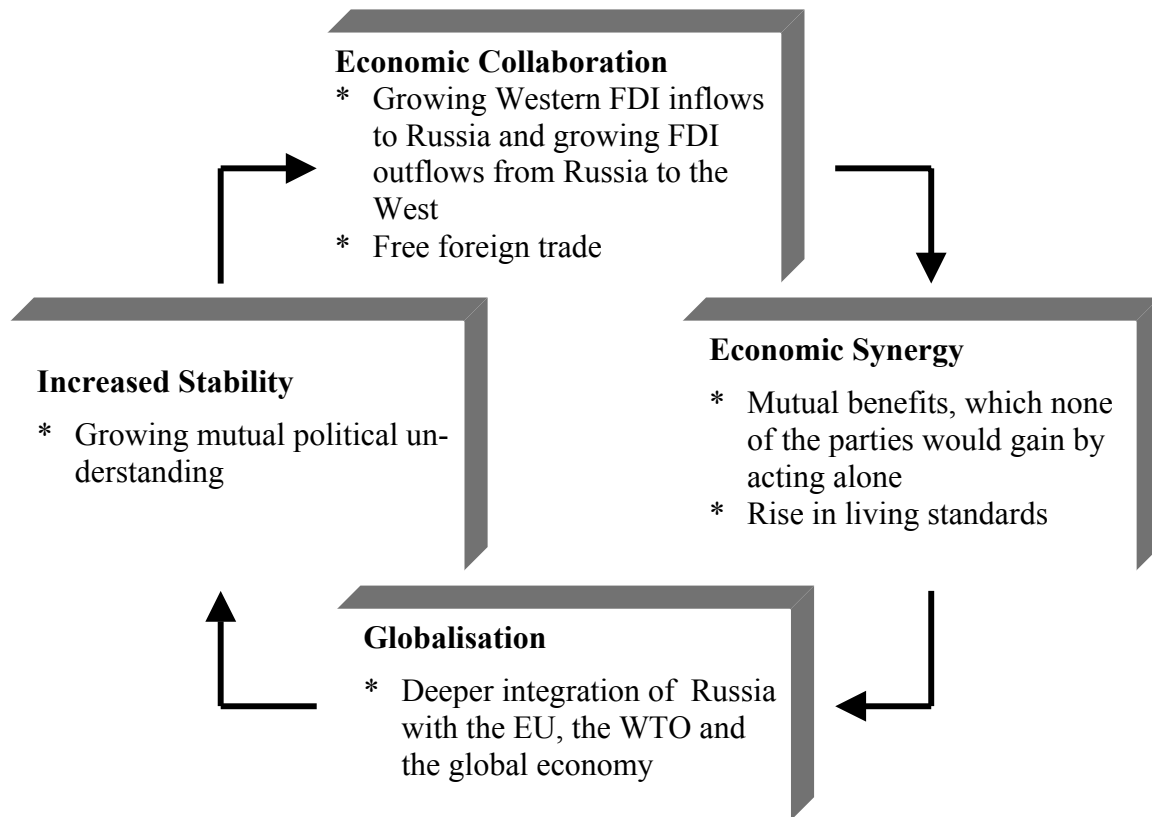 Economic Collaboration
* Growing Western FDI inflows
to Russia and growing FDI
outflows from Russia to the
West
* Free foreign trade
Economic Synergy
* Mutual benefits, which none
of the parties would gain by
acting alone
* Rise in living standards
Increased Stability
* Growing mutual political un-
derstanding
Globalisation
* Deeper integration of Russia
with the EU, the WTO and
the global economy